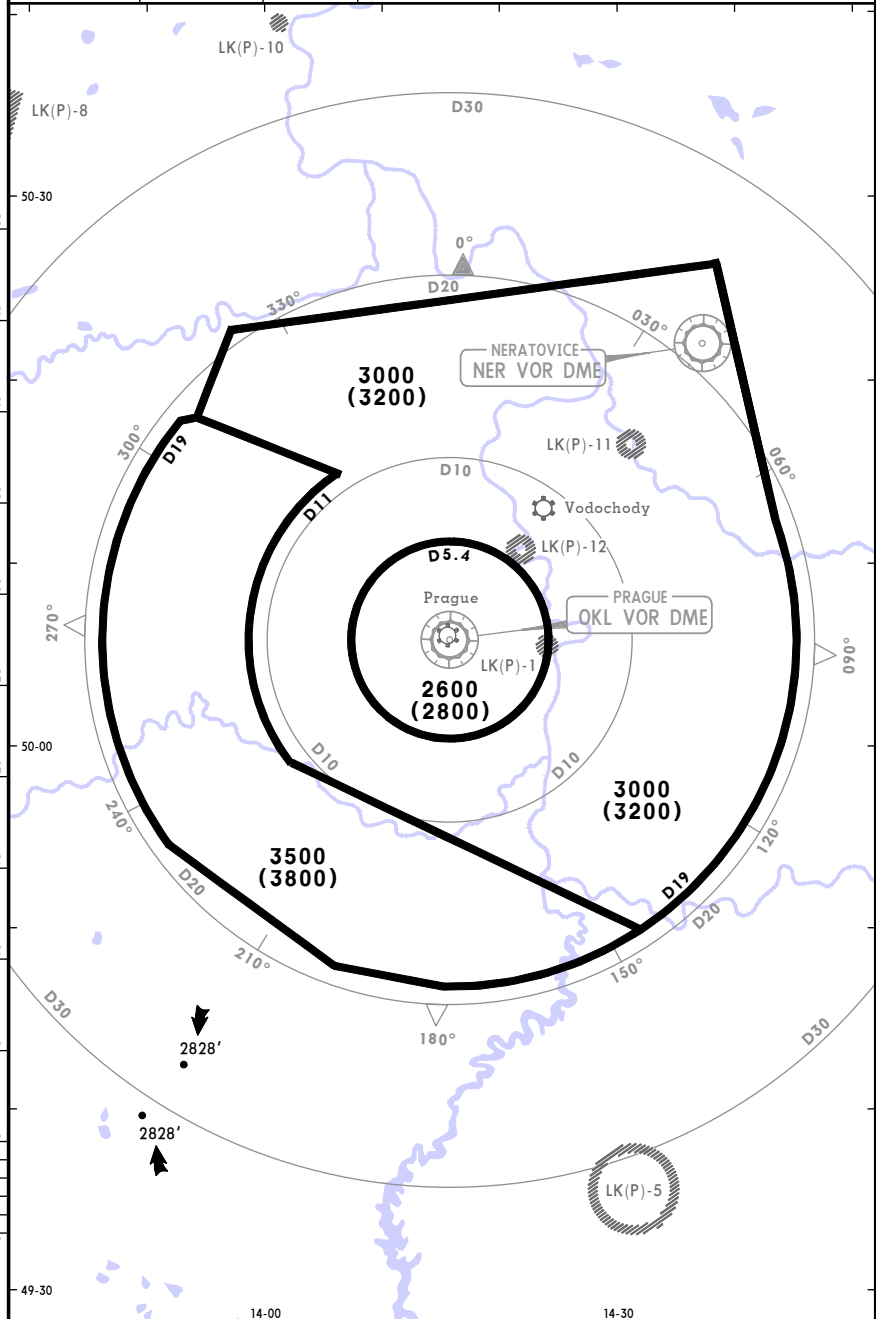 LK(P)-10
LK(P)-8
D30
50-30
0°
D20
330°
030°
NERATOVICE
NER VOR DME
3000
(3200)
300°
D19
LK(P)-11
060°
D10
D11
Vodochody
D5.4
LK(P)-12
Prague
PRAGUE
OKL VOR DME
270°
090°
LK(P)-1
2600
(2800)
50-00
D10
D10
3000
(3200)
240°
120°
3500
(3800)
D20
D19
D20
210°
150°
D30
180°
D30
2828'
2828'
LK(P)-5
49-30
14-00
14-30